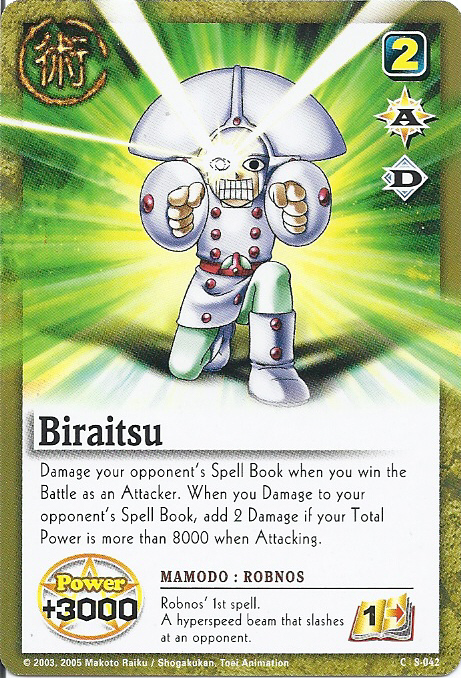 術
2
A
D
Biraitsu
Damage your opponent's Spell Book when you win the
Battle as an Attacker. When you Damage to your
opponent's Spell Book, add 2 Damage if your Total
Power is more than 8000 when Attacking.
Power
+3000
MAMODO : ROBNOS
Robnos' 1st spell.
A hyperspeed beam that slashes
at an opponent.
1
© 2003, 2005 Makoto Raiku / Shogakukan, Toei Animation
C S-042